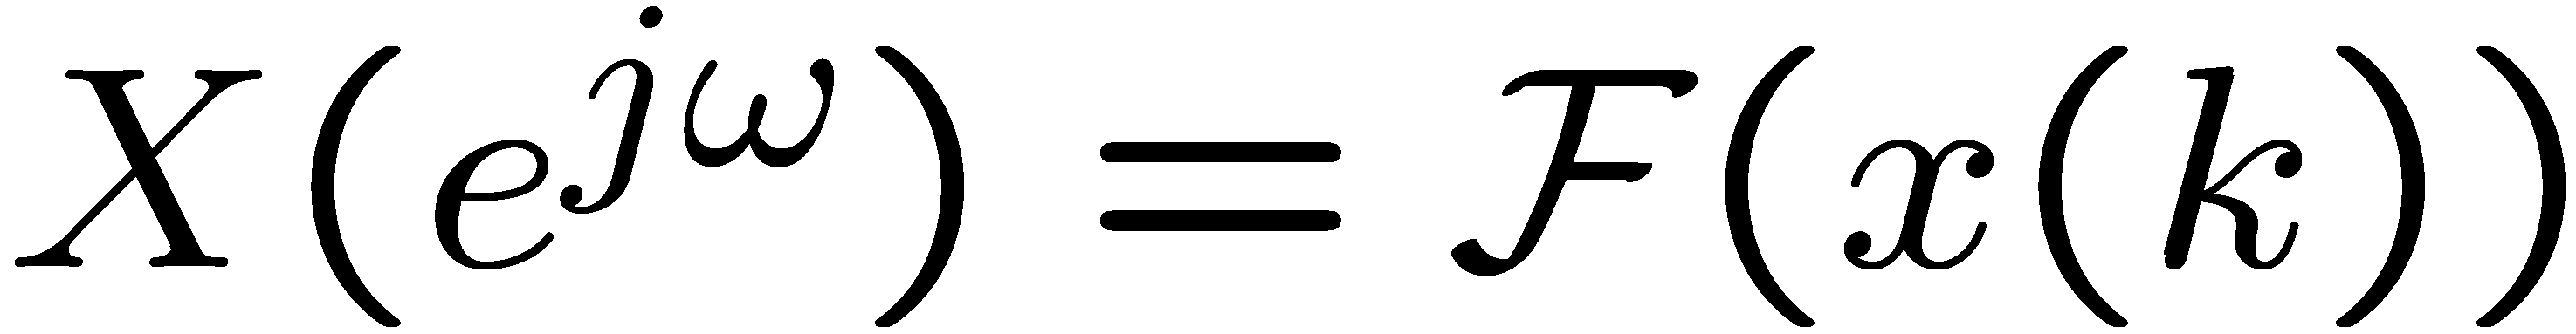 X(e^{jω}) = ℱ(x(k))